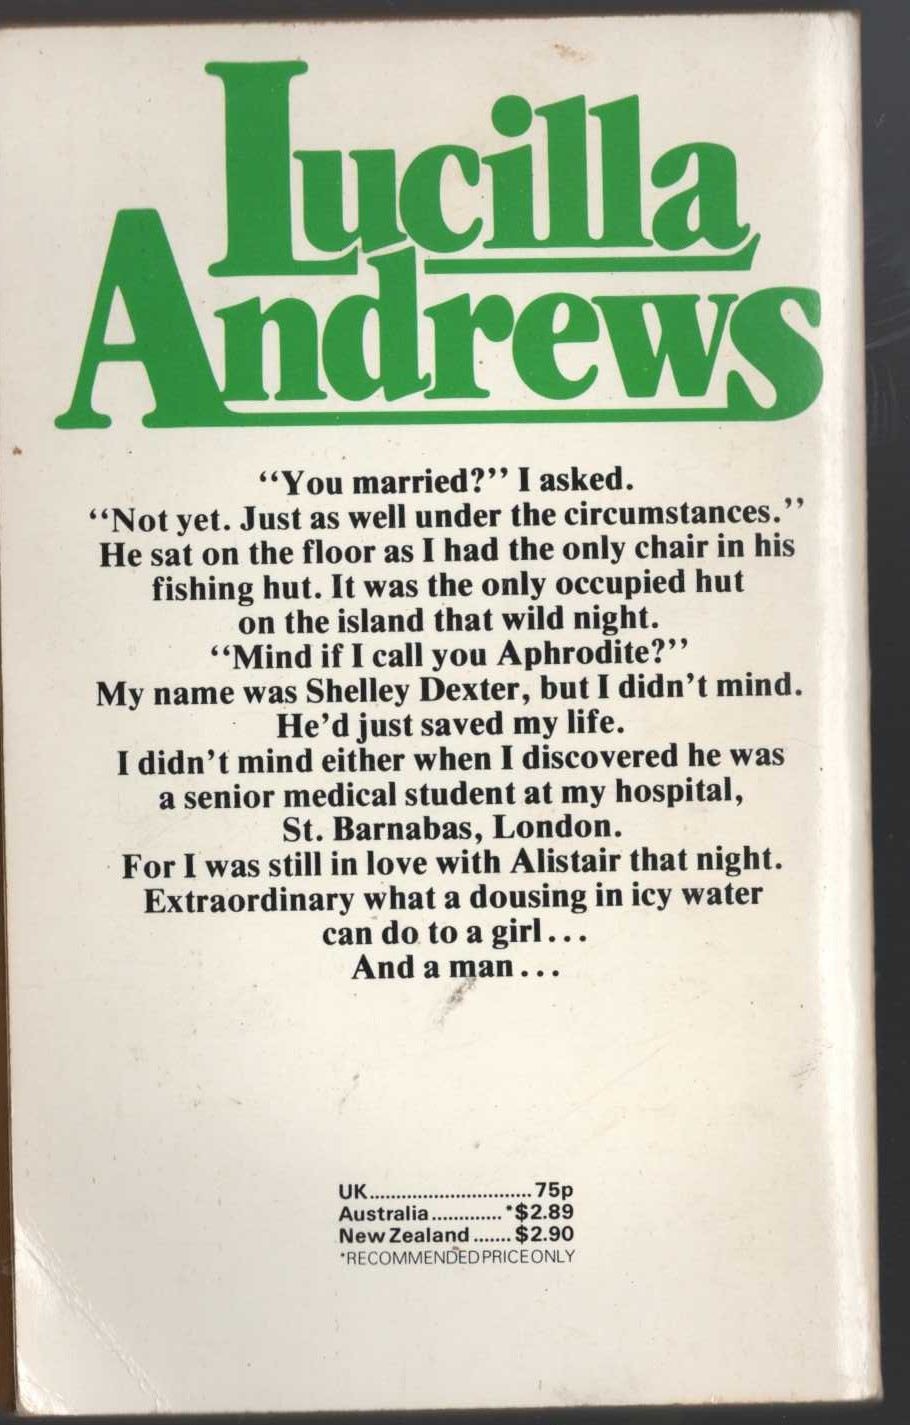 Lucilla
Andrews
“You married?” I asked.
“Not yet. Just as well under the circumstances.”
He sat on the floor as I had the only chair in his
fishing hut. It was the only occupied hut
on the island that wild night.
“Mind if I call you Aphrodite?”
My name was Shelley Dexter, but I didn’t mind.
He’d just saved my life.
I didn’t mind either when I discovered he was
a senior medical student at my hospital,
St. Barnabas, London.
For I was still in love with Alistair that night.
Extraordinary what a dousing in icy water
can do to a girl...
And a man...
UK.............................. 75p
Australia ............. *$2.89
New Zealand ....... $2.90
*RECOMMENDED PRICE ONLY